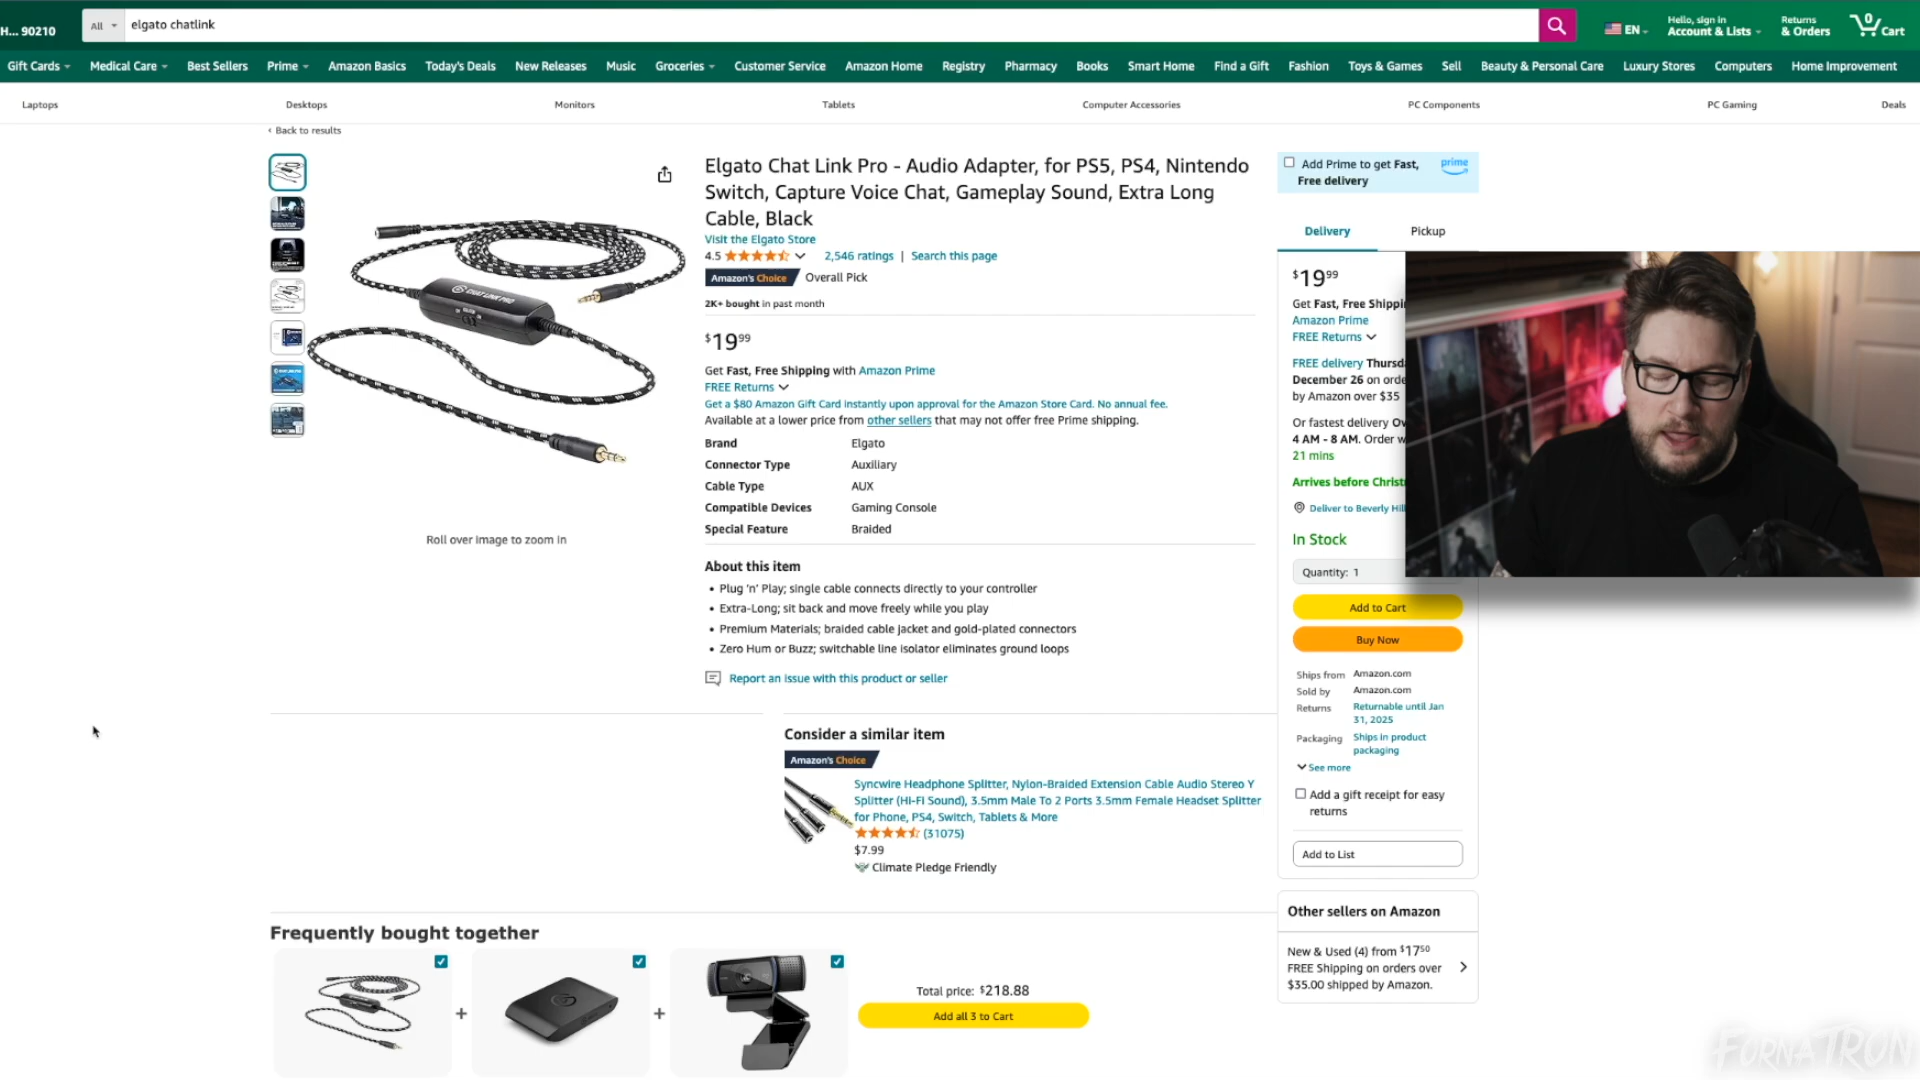 H... 90210
All
elgato chatlink
EN
Hello, sign in
Account & Lists
Returns
& Orders
0
Cart
Gift Cards
Medical Care
Best Sellers
Prime
Amazon Basics
Today's Deals
New Releases
Music
Groceries
Customer Service
Amazon Home
Registry
Pharmacy
Books
Smart Home
Find a Gift
Fashion
Toys & Games
Sell
Beauty & Personal Care
Luxury Stores
Computers
Home Improvement
Laptops
Desktops
Monitors
Tablets
Computer Accessories
PC Components
PC Gaming
Deals
‹ Back to results
CHAT LINK PRO
Roll over image to zoom in
Elgato Chat Link Pro - Audio Adapter, for PS5, PS4, Nintendo
Switch, Capture Voice Chat, Gameplay Sound, Extra Long
Cable, Black
Visit the Elgato Store
4.5
2,546 ratings | Search this page
Amazon's Choice Overall Pick
2K+ bought in past month
$19⁹⁹
Get Fast, Free Shipping with Amazon Prime
FREE Returns
Get a $80 Amazon Gift Card instantly upon approval for the Amazon Store Card. No annual fee.
Available at a lower price from other sellers that may not offer free Prime shipping.
Brand Elgato
Connector Type Auxiliary
Cable Type AUX
Compatible Devices Gaming Console
Special Feature Braided
About this item
• Plug 'n' Play; single cable connects directly to your controller
• Extra-Long; sit back and move freely while you play
• Premium Materials; braided cable jacket and gold-plated connectors
• Zero Hum or Buzz; switchable line isolator eliminates ground loops
Report an issue with this product or seller
Consider a similar item
Amazon's Choice
Syncwire Headphone Splitter, Nylon-Braided Extension Cable Audio Stereo Y
Splitter (HI-FI Sound), 3.5mm Male To 2 Ports 3.5mm Female Headset Splitter
for Phone, PS4, Switch, Tablets & More
(31075)
$7.99
Climate Pledge Friendly
Frequently bought together
+
+
Total price: $218.88
Add all 3 to Cart
Add Prime to get Fast,
Free delivery
prime
Delivery
Pickup
$19⁹⁹
Get Fast, Free Shippi
Amazon Prime
FREE Returns
FREE delivery Thursd
December 26 on orde
by Amazon over $35
Or fastest delivery Ov
4 AM - 8 AM. Order w
21 mins
Arrives before Christ
Deliver to Beverly Hil
In Stock
Quantity: 1
Add to Cart
Buy Now
Ships from Amazon.com
Sold by Amazon.com
Returns Returnable until Jan
31, 2025
Packaging Ships in product
packaging
See more
Add a gift receipt for easy
returns
Add to List
Other sellers on Amazon
New & Used (4) from $17⁵⁰
FREE Shipping on orders over
$35.00 shipped by Amazon.
FORNATRON